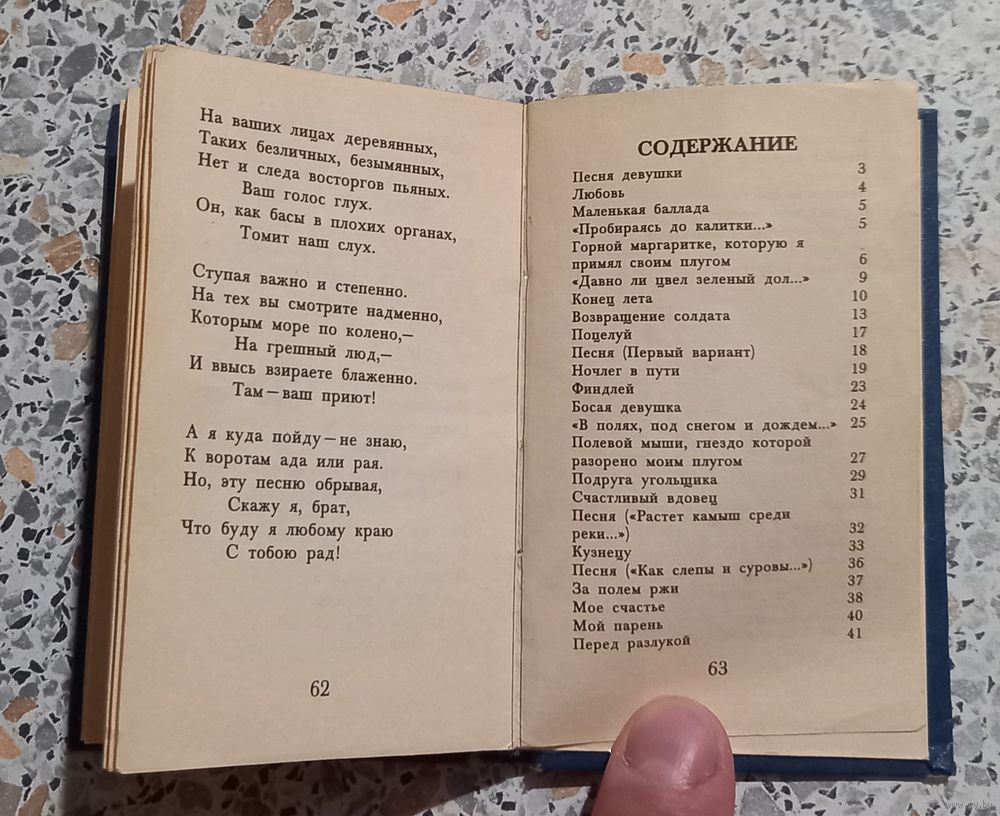 На ваших лицах деревянных,
Таких безличных, безымянных,
Нет и следа восторгов пьяных.
Ваш голос глух.
Он, как басы в плохих органах,
Томит наш слух.
Ступая важно и степенно.
На тех вы смотрите надменно,
Которым море по колено,—
На грешный люд,—
И ввысь взираете блаженно.
Там—ваш приют!
А я куда пойду—не знаю,
К воротам ада или рая.
Но, эту песню обрывая,
Скажу я, брат,
Что буду я любому краю
С тобою рад!
62
СОДЕРЖАНИЕ
Песня девушки 3
Любовь 4
Маленькая баллада 5
«Пробираясь до калитки...» 5
Горной маргаритке, которую я
примял своим плугом 6
«Давно ли цвел зеленый дол...» 9
Конец лета 10
Возвращение солдата 13
Поцелуй 17
Песня (Первый вариант) 18
Ночлег в пути 19
Финдлей 23
Босая девушка 24
«В полях, под снегом и дождем...» 25
Полевой мыши, гнездо которой
разорено моим плугом 27
Подруга угольщика 29
Счастливый вдовец 31
Песня («Растет камыш среди
реки...») 32
Кузнецу 33
Песня («Как слепы и суровы...») 36
За полем ржи 37
Мое счастье 38
Мой парень 40
Перед разлукой 41
63